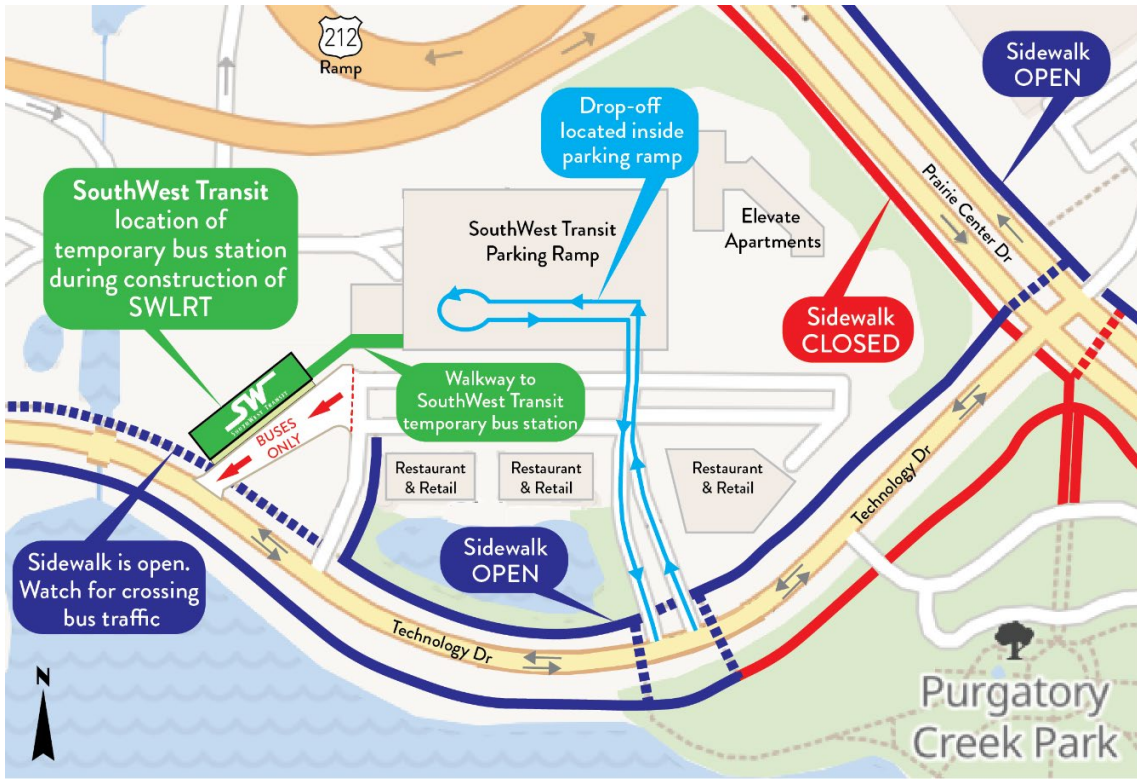 212
Ramp
Sidewalk
OPEN
Drop-off
located inside
parking ramp
SouthWest Transit
location of
temporary bus station
during construction of
SWLRT
SouthWest Transit
Parking Ramp
Elevate
Apartments
Prairie Center Dr
Sidewalk
CLOSED
Walkway to
SouthWest Transit
temporary bus station
SW
SOUTHWEST TRANSIT
BUSES
ONLY
Restaurant
& Retail
Restaurant
& Retail
Restaurant
& Retail
Technology Dr
Sidewalk
OPEN
Sidewalk is open.
Watch for crossing
bus traffic
Technology Dr
N
Purgatory
Creek Park